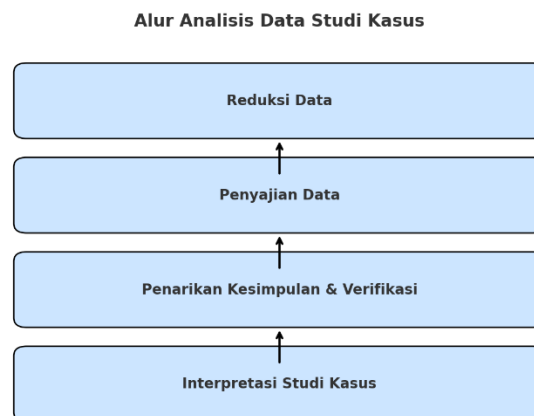 Alur Analisis Data Studi Kasus
Reduksi Data
Penyajian Data
Penarikan Kesimpulan & Verifikasi
Interpretasi Studi Kasus